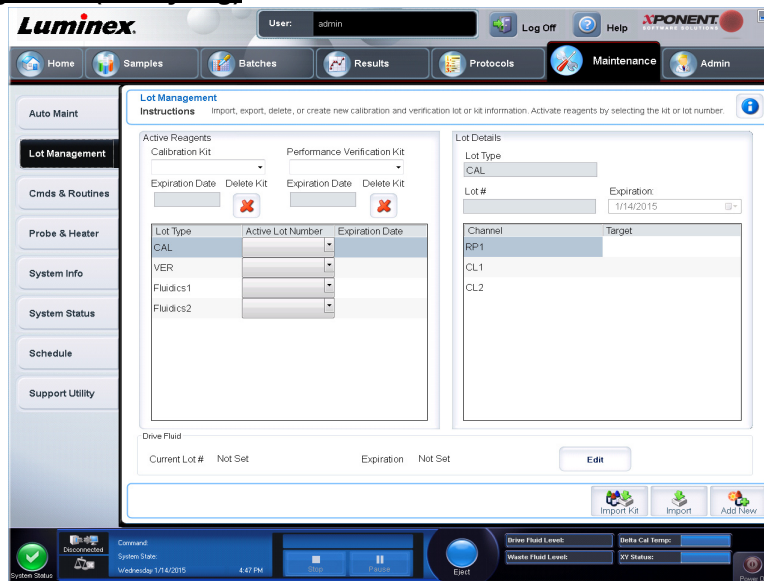 Luminex.
User: admin
Log Off
Help
XPONENT
SOFTWARE SOLUTIONS
Home
Samples
Batches
Results
Protocols
Maintenance
Admin
Auto Maint
Lot Management
Cmds & Routines
Probe & Heater
System Info
System Status
Schedule
Support Utility
Lot Management
Instructions Import, export, delete, or create new calibration and verification lot or kit information. Activate reagents by selecting the kit or lot number.
Active Reagents
Calibration Kit Performance Verification Kit
Expiration Date Delete Kit Expiration Date Delete Kit
Lot Type Active Lot Number Expiration Date
CAL
VER
Fluidics1
Fluidics2
Lot Details
Lot Type
CAL
Lot # Expiration:
1/14/2015
Channel Target
RP1
CL1
CL2
Drive Fluid
Current Lot # Not Set Expiration Not Set Edit
Import Kit Import Add New
System Status
Disconnected
Command:
System State:
Wednesday 1/14/2015 4:47 PM
Stop Pause
Eject
Drive Fluid Level: Delta Cal Temp:
Waste Fluid Level: XY Status:
Power